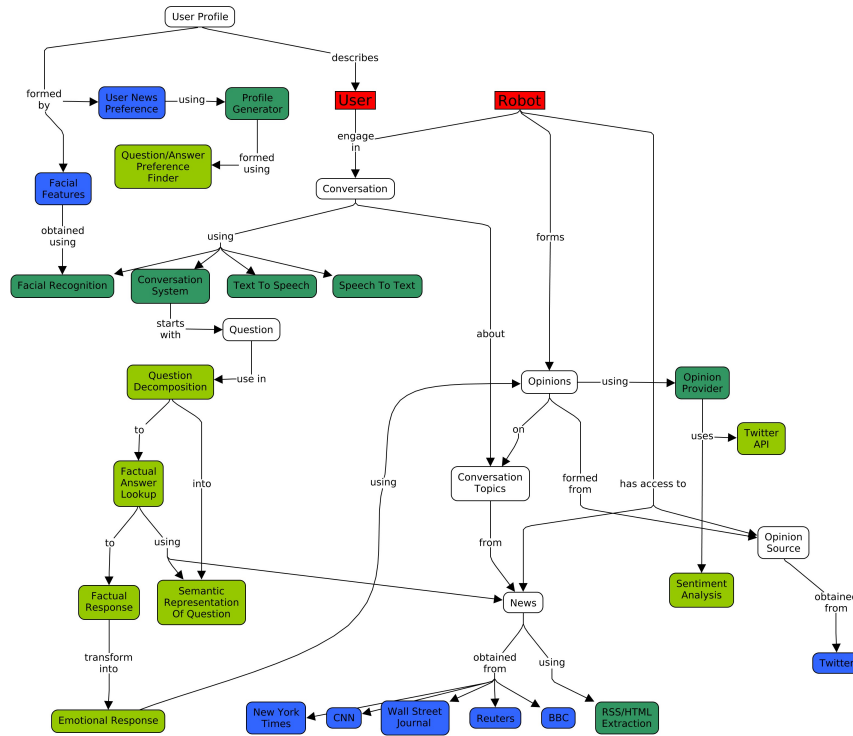 User Profile
describes
formed
by
User News
Preference
using
Profile
Generator
User
Robot
engage
in
Question/Answer
Preference
Finder
formed
using
Facial
Features
Conversation
obtained
using
using
forms
Facial Recognition
Conversation
System
Text To Speech
Speech To Text
starts
with
Question
about
Question
Decomposition
use in
Opinions
using
Opinion
Provider
to
on
uses
Twitter
API
Factual
Answer
Lookup
into
using
Conversation
Topics
formed
from
has access to
to
using
from
Opinion
Source
Factual
Response
Semantic
Representation
Of Question
News
Sentiment
Analysis
obtained
from
transform
into
obtained
from
using
Twitter
Emotional Response
New York
Times
CNN
Wall Street
Journal
Reuters
BBC
RSS/HTML
Extraction